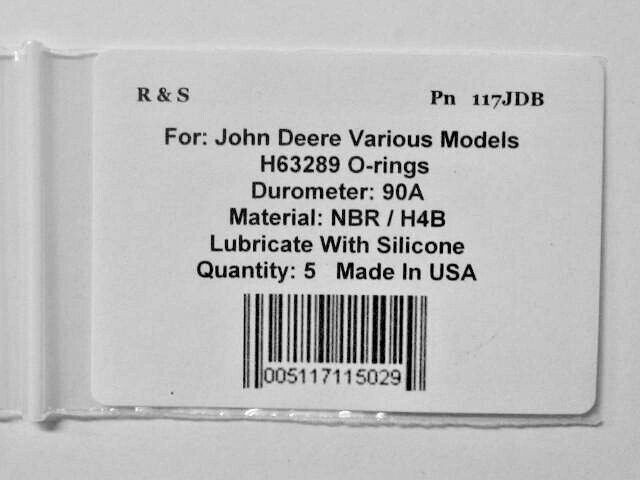 R & S Pn 117JDB
For: John Deere Various Models
H63289 O-rings
Durometer: 90A
Material: NBR / H4B
Lubricate With Silicone
Quantity: 5 Made In USA
005117115029